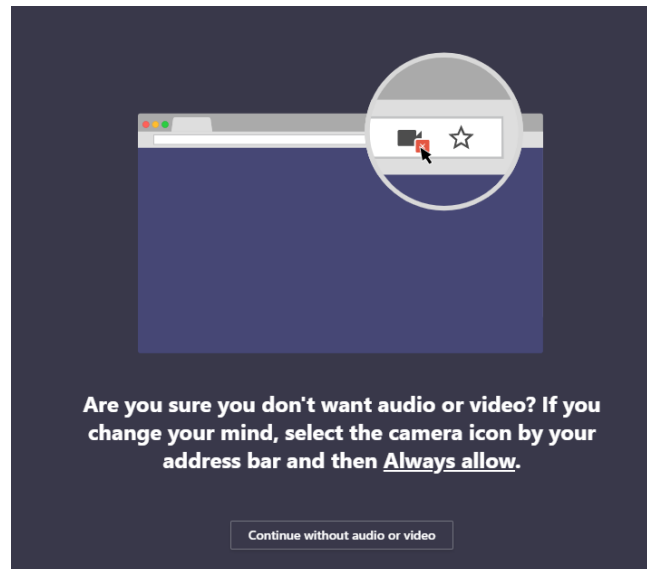 Are you sure you don't want audio or video? If you
change your mind, select the camera icon by your
address bar and then Always allow.
Continue without audio or video